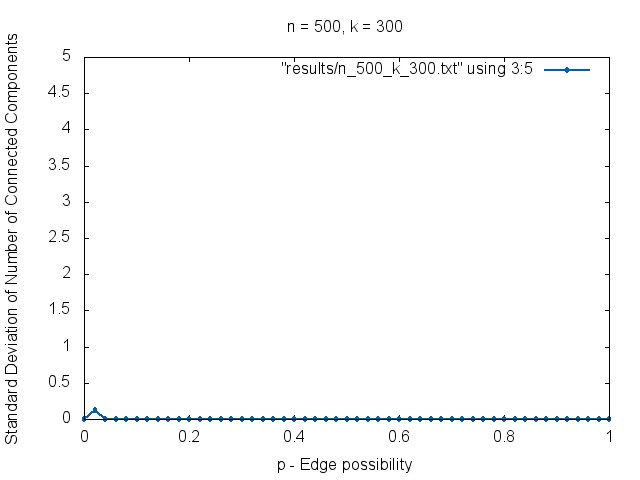 n = 500, k = 300
"results/n_500_k_300.txt" using 3:5
Standard Deviation of Number of Connected Components
5
4.5
4
3.5
3
2.5
2
1.5
1
0.5
0
0 0.2 0.4 0.6 0.8 1
p - Edge possibility